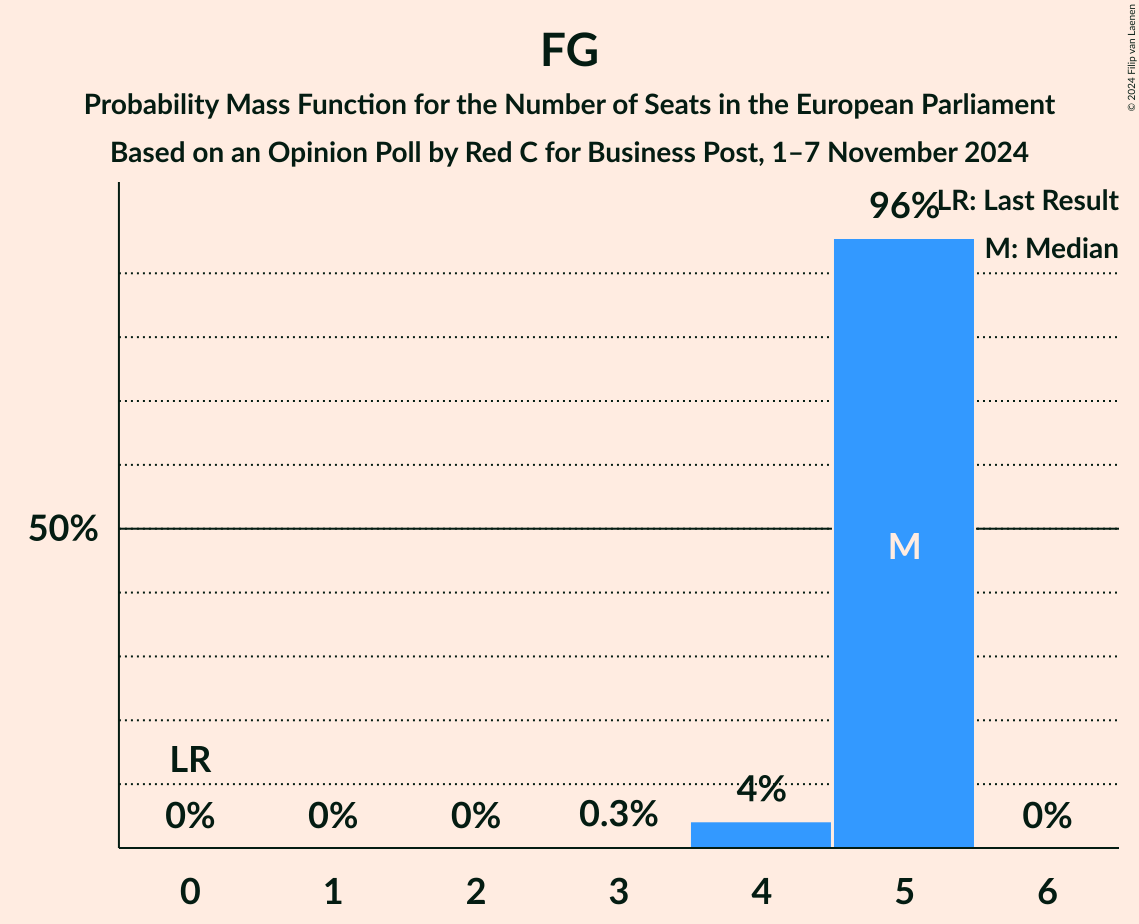 FG
Probability Mass Function for the Number of Seats in the European Parliament
Based on an Opinion Poll by Red C for Business Post, 1–7 November 2024
© 2024 Filip van Laenen
LR: Last Result
M: Median
96%
50%
M
LR
0%
0%
0%
0.3%
4%
0%
0
1
2
3
4
5
6